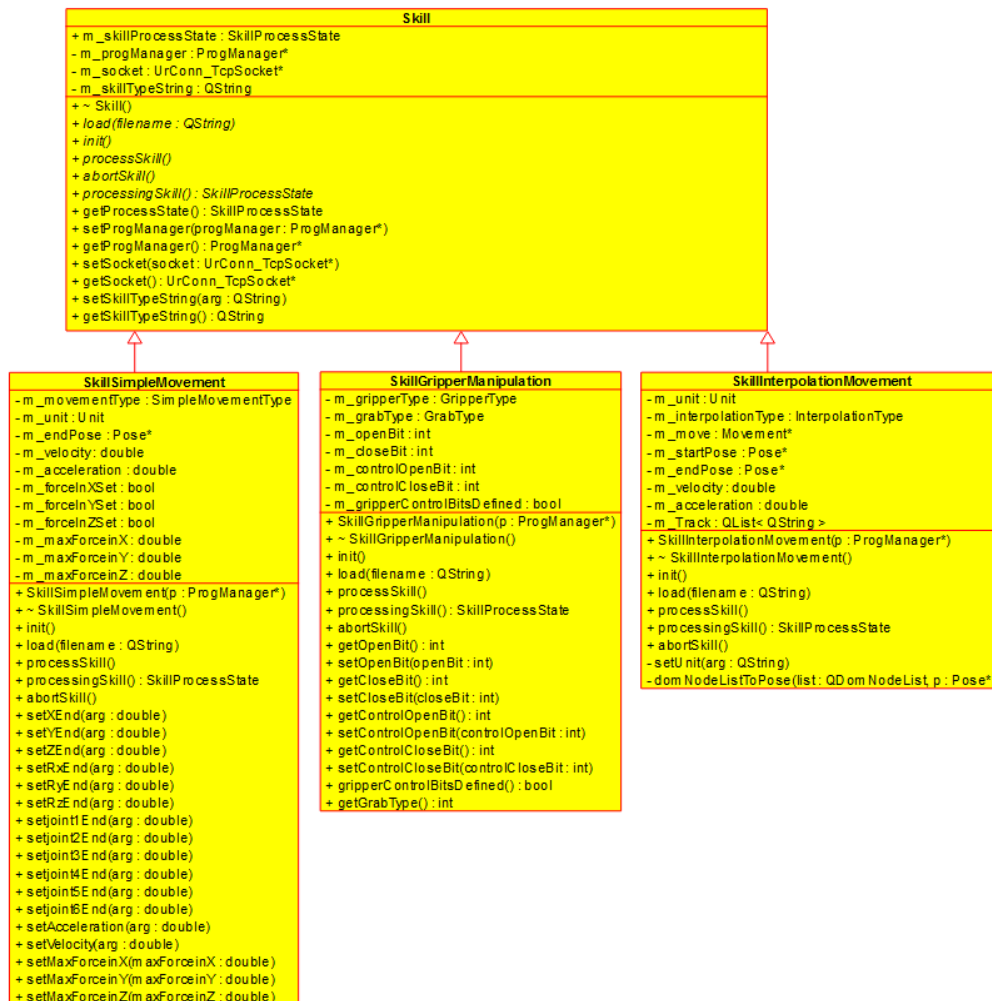 Skill
+ m_skillProcessState : SkillProcessState
- m_progManager : ProgManager*
- m_socket : UrConn_TcpSocket*
- m_skillTypeString : QString
+ ~ Skill()
+ load(filename : QString)
+ init()
+ processSkill()
+ abortSkill()
+ processingSkill() : SkillProcessState
+ getProcessState() : SkillProcessState
+ setProgManager(progManager : ProgManager*)
+ getProgManager() : ProgManager*
+ setSocket(socket : UrConn_TcpSocket*)
+ getSocket() : UrConn_TcpSocket*
+ setSkillTypeString(arg : QString)
+ getSkillTypeString() : QString
SkillSimpleMovement
- m_movementType : SimpleMovementType
- m_unit : Unit
- m_endPose : Pose*
- m_velocity : double
- m_acceleration : double
- m_forceInXSet : bool
- m_forceInYSet : bool
- m_forceInZSet : bool
- m_maxForceinX : double
- m_maxForceinY : double
- m_maxForceinZ : double
+ SkillSimpleMovement(p : ProgManager*)
+ ~ SkillSimpleMovement()
+ init()
+ load(filename : QString)
+ processSkill()
+ processingSkill() : SkillProcessState
+ abortSkill()
+ setXEnd(arg : double)
+ setYEnd(arg : double)
+ setZEnd(arg : double)
+ setRxEnd(arg : double)
+ setRyEnd(arg : double)
+ setRzEnd(arg : double)
+ setjoint1End(arg : double)
+ setjoint2End(arg : double)
+ setjoint3End(arg : double)
+ setjoint4End(arg : double)
+ setjoint5End(arg : double)
+ setjoint6End(arg : double)
+ setAcceleration(arg : double)
+ setVelocity(arg : double)
+ setMaxForceinX(maxForceinX : double)
+ setMaxForceinY(maxForceinY : double)
+ setMaxForceinZ(maxForceinZ : double)
SkillGripperManipulation
- m_gripperType : GripperType
- m_grabType : GrabType
- m_openBit : int
- m_closeBit : int
- m_controlOpenBit : int
- m_controlCloseBit : int
- m_gripperControlBitsDefined : bool
+ SkillGripperManipulation(p : ProgManager*)
+ ~ SkillGripperManipulation()
+ init()
+ load(filename : QString)
+ processSkill()
+ processingSkill() : SkillProcessState
+ abortSkill()
+ getOpenBit() : int
+ setOpenBit(openBit : int)
+ getCloseBit() : int
+ setCloseBit(closeBit : int)
+ getControlOpenBit() : int
+ setControlOpenBit(controlOpenBit : int)
+ getControlCloseBit() : int
+ setControlCloseBit(controlCloseBit : int)
+ gripperControlBitsDefined() : bool
+ getGrabType() : int
SkillInterpolationMovement
- m_unit : Unit
- m_interpolationType : InterpolationType
- m_move : Movement*
- m_startPose : Pose*
- m_endPose : Pose*
- m_velocity : double
- m_acceleration : double
- m_Track : QList< QString >
+ SkillInterpolationMovement(p : ProgManager*)
+ ~ SkillInterpolationMovement()
+ init()
+ load(filename : QString)
+ processSkill()
+ processingSkill() : SkillProcessState
+ abortSkill()
- setUnit(arg : QString)
- domNodeListToPose(list : QDomNodeList, p : Pose*